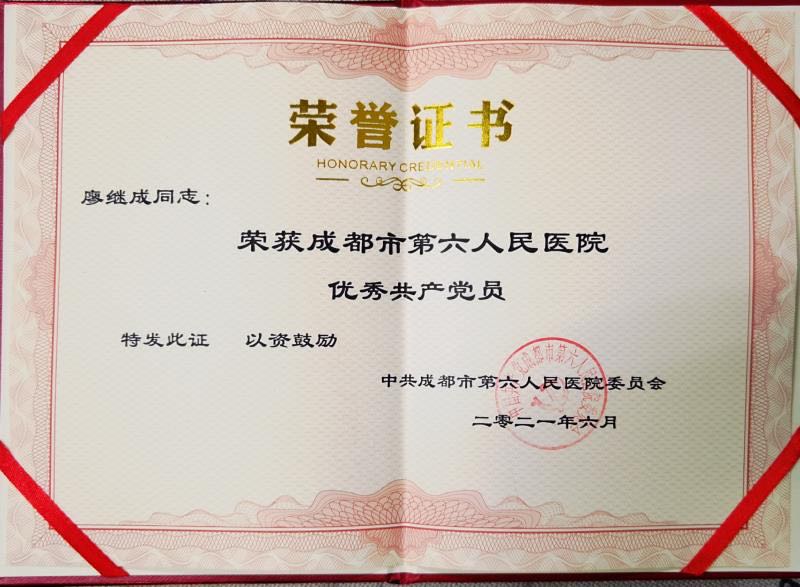 荣誉证书
HONORARY CREDENTIAL
廖继成同志：
荣获成都市第六人民医院
优秀共产党员
特发此证 以资鼓励
中共成都市第六人民医院委员会
二零二一年六月